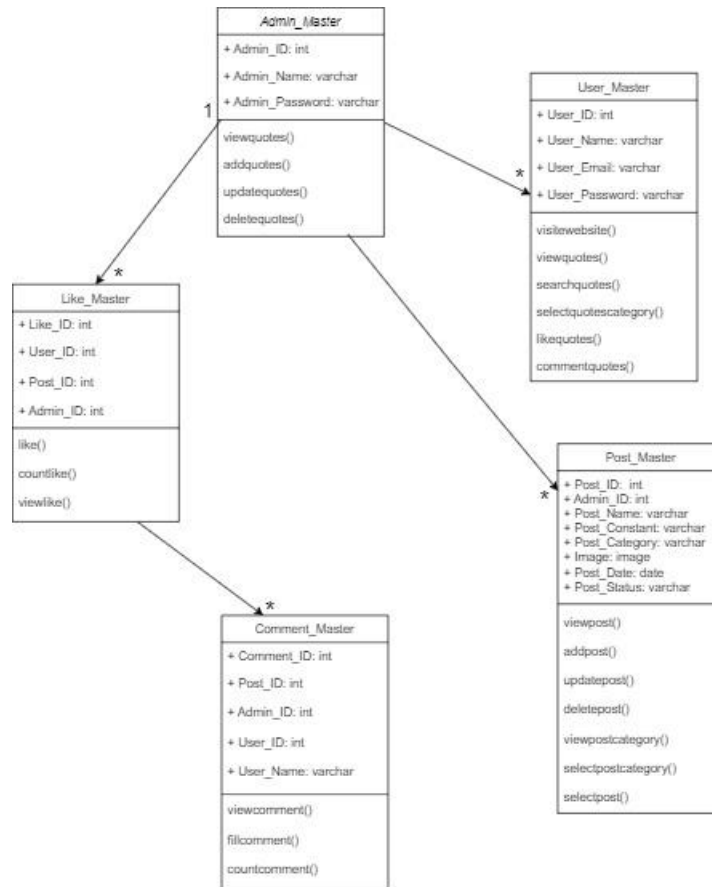 Admin_Master
+ Admin_ID: int
+ Admin_Name: varchar
+ Admin_Password: varchar
viewquotes()
addquotes()
updatequotes()
deletequotes()
1
*
User_Master
+ User_ID: int
+ User_Name: varchar
+ User_Email: varchar
+ User_Password: varchar
visitewebsite()
viewquotes()
searchquotes()
selectquotescategory()
likequotes()
commentquotes()
*
Like_Master
+ Like_ID: int
+ User_ID: int
+ Post_ID: int
+ Admin_ID: int
like()
countlike()
viewlike()
*
Post_Master
+ Post_ID: int
+ Admin_ID: int
+ Post_Name: varchar
+ Post_Constant: varchar
+ Post_Category: varchar
+ Image: image
+ Post_Date: date
+ Post_Status: varchar
viewpost()
addpost()
updatepost()
deletepost()
viewpostcategory()
selectpostcategory()
selectpost()
*
Comment_Master
+ Comment_ID: int
+ Post_ID: int
+ Admin_ID: int
+ User_ID: int
+ User_Name: varchar
viewcomment()
fillcomment()
countcomment()